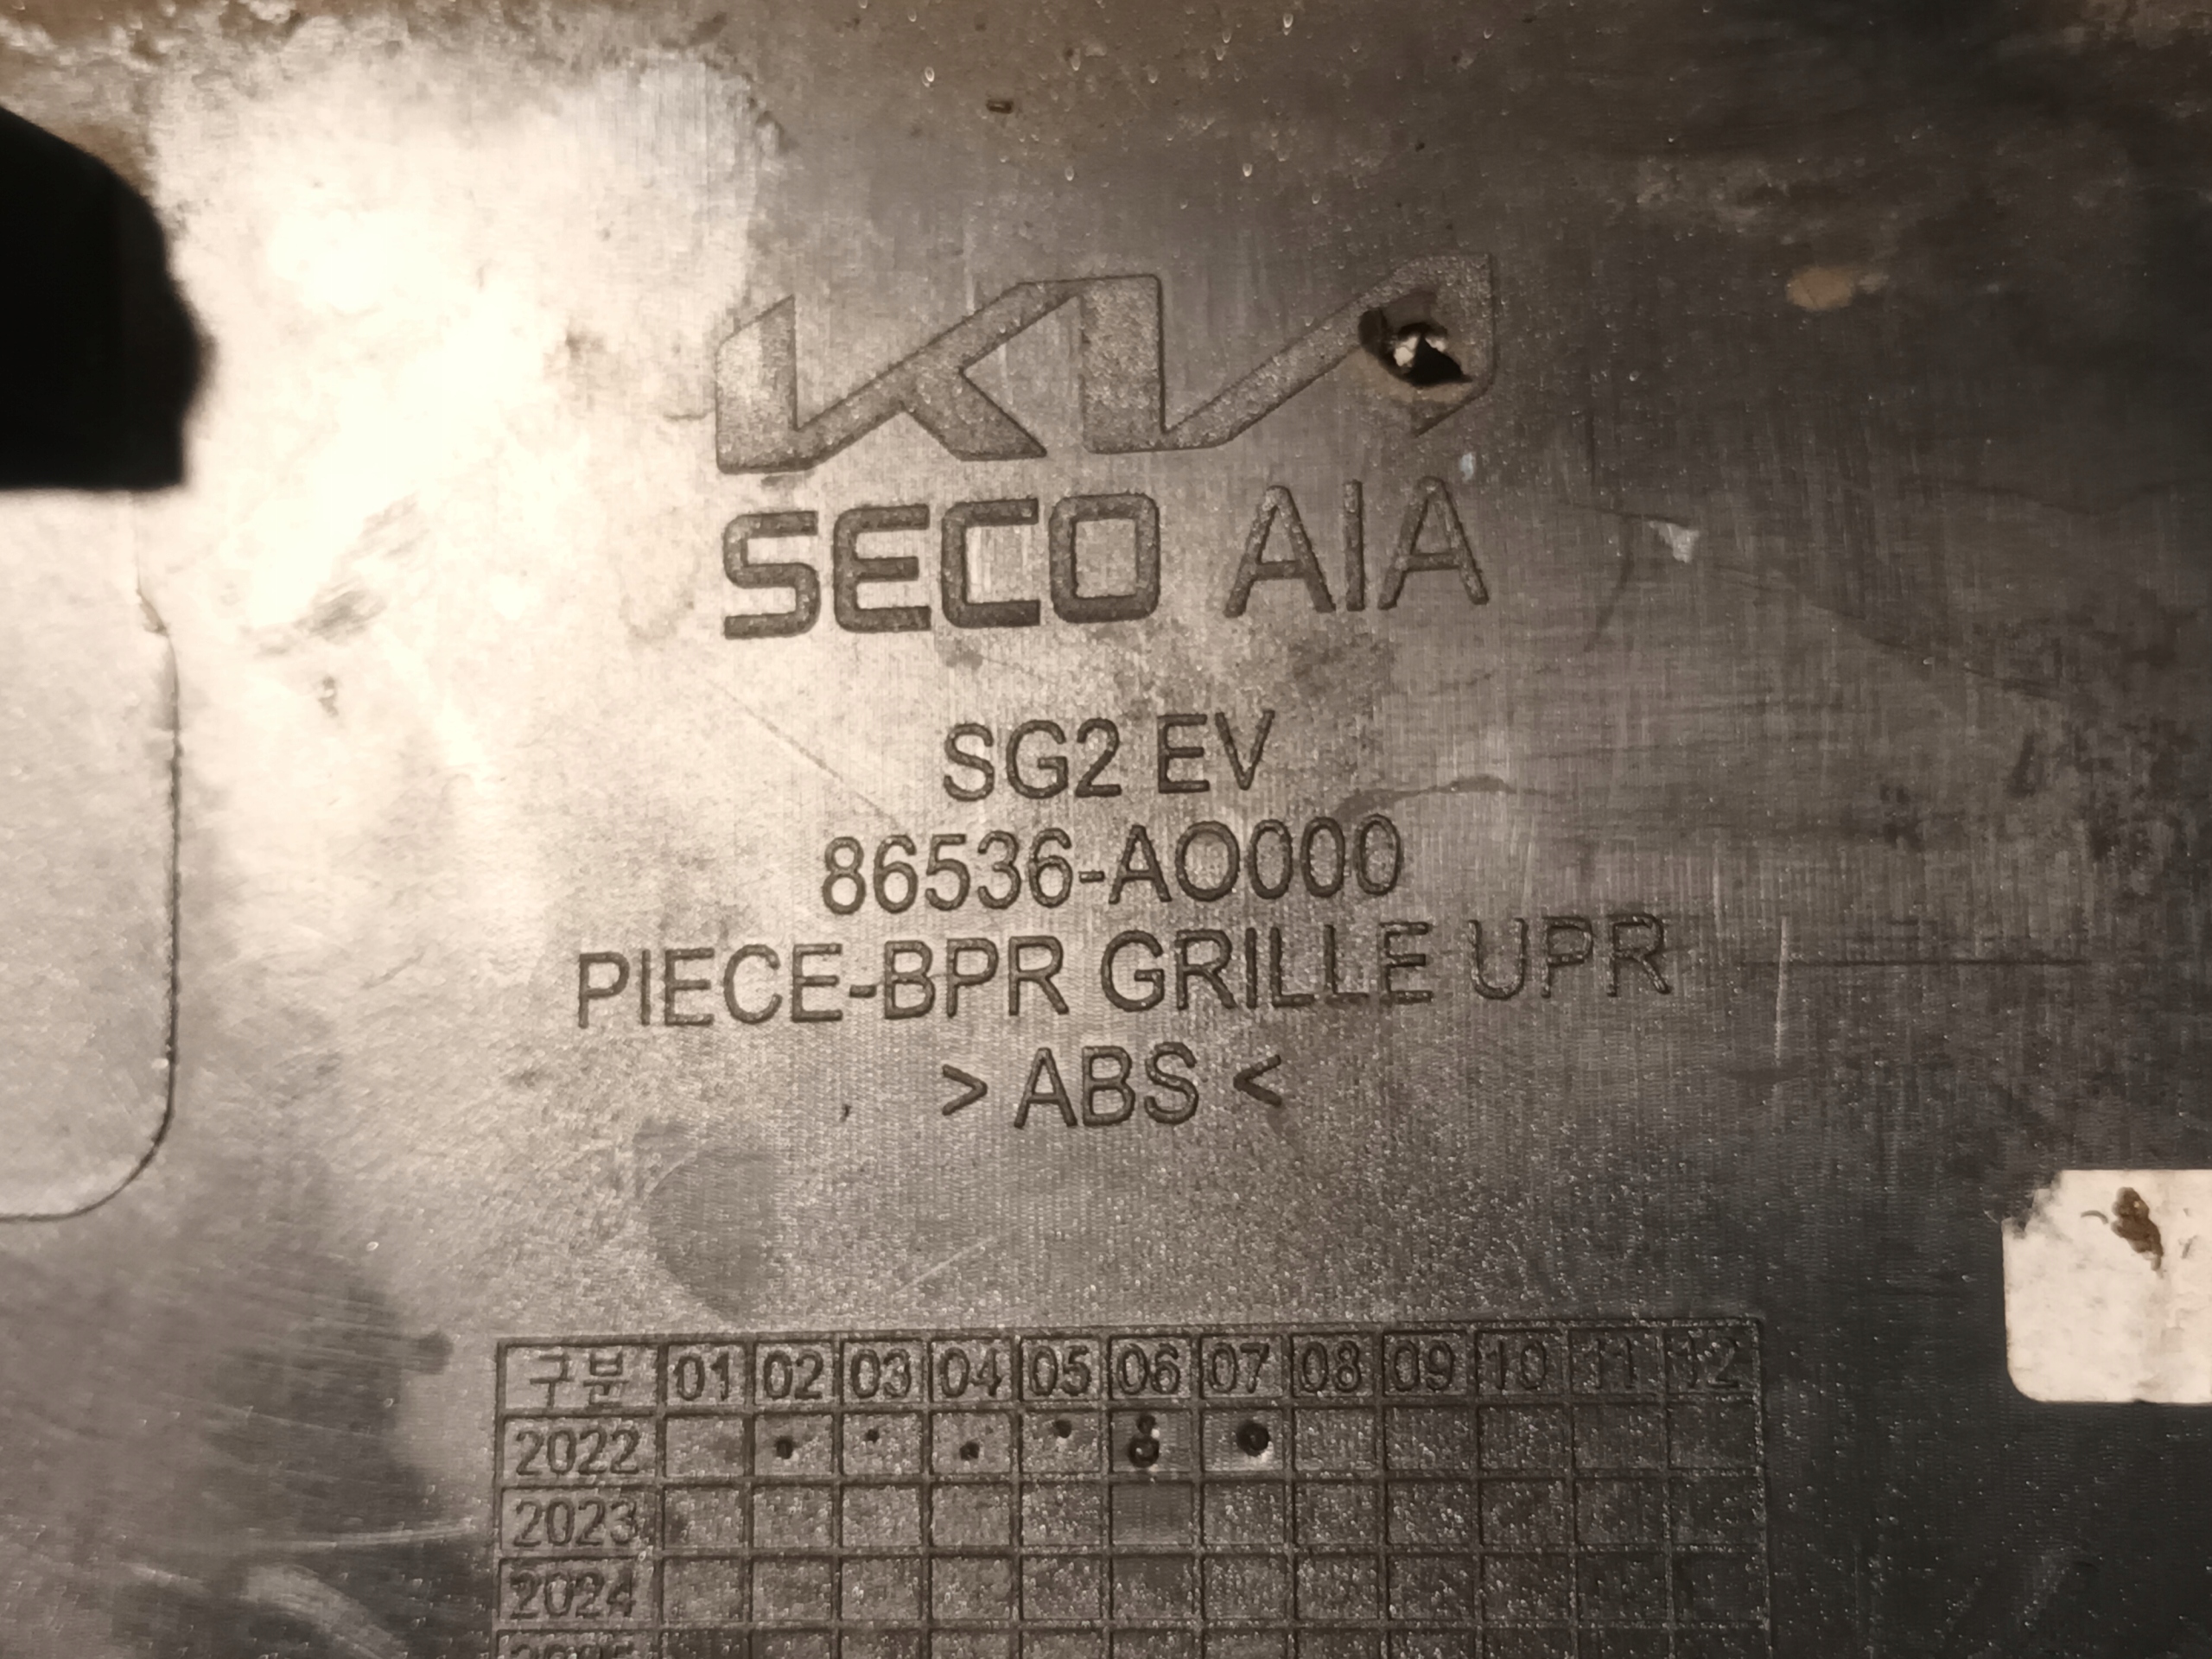 KIA
SECO AIA
SG2 EV
86536-AO000
PIECE-BPR GRILLE UPR
> ABS <
구분 01 02 03 04 05 06 07 08 09 10 11 12
2022
2023
2024